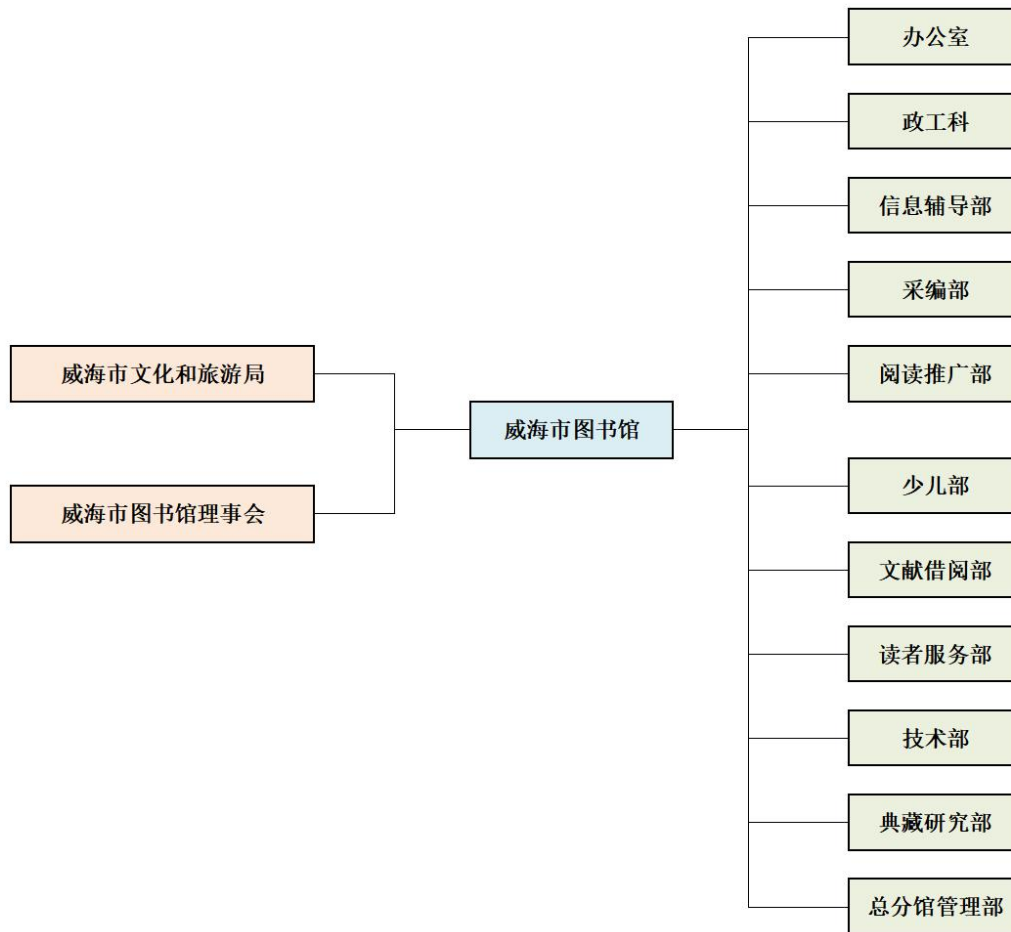 威海市文化和旅游局
威海市图书馆理事会
威海市图书馆
办公室
政工科
信息辅导部
采编部
阅读推广部
少儿部
文献借阅部
读者服务部
技术部
典藏研究部
总分馆管理部